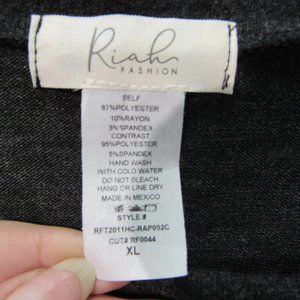 Riah
FASHION
SELF
87%POLYESTER
10%RAYON
3%SPANDEX
CONTRAST
95%POLYESTER
5%SPANDEX
HAND WASH
WITH COLD WATER
DO NOT BLEACH
HANG OR LINE DRY
MADE IN MEXICO
STYLE:#
RFT2011HC-RAP092C
CUT# RF0044
XL